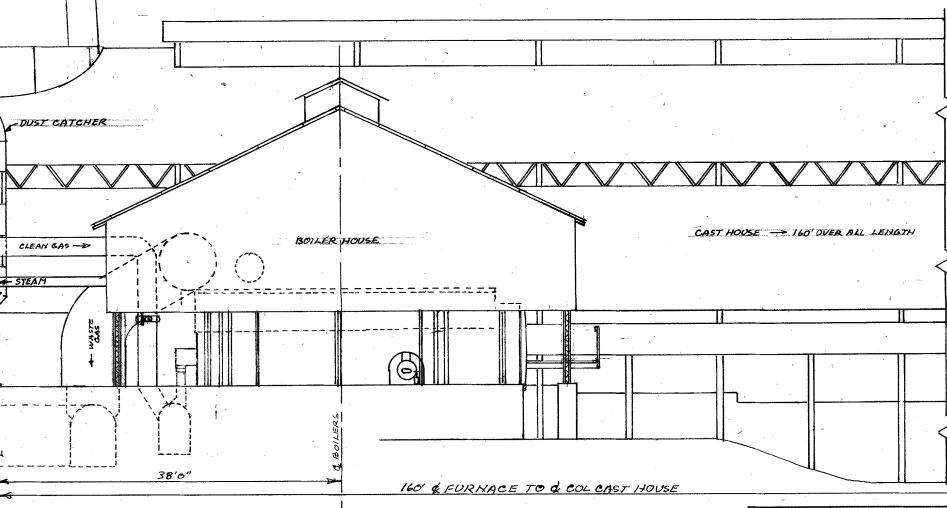 DUST CATCHER
BOILER HOUSE
CAST HOUSE → 160' OVER ALL LENGTH
CLEAN GAS →
← STEAM
← WASTE GAS
℄ BOILERS
38'0"
160' ℄ FURNACE TO ℄ COL CAST HOUSE